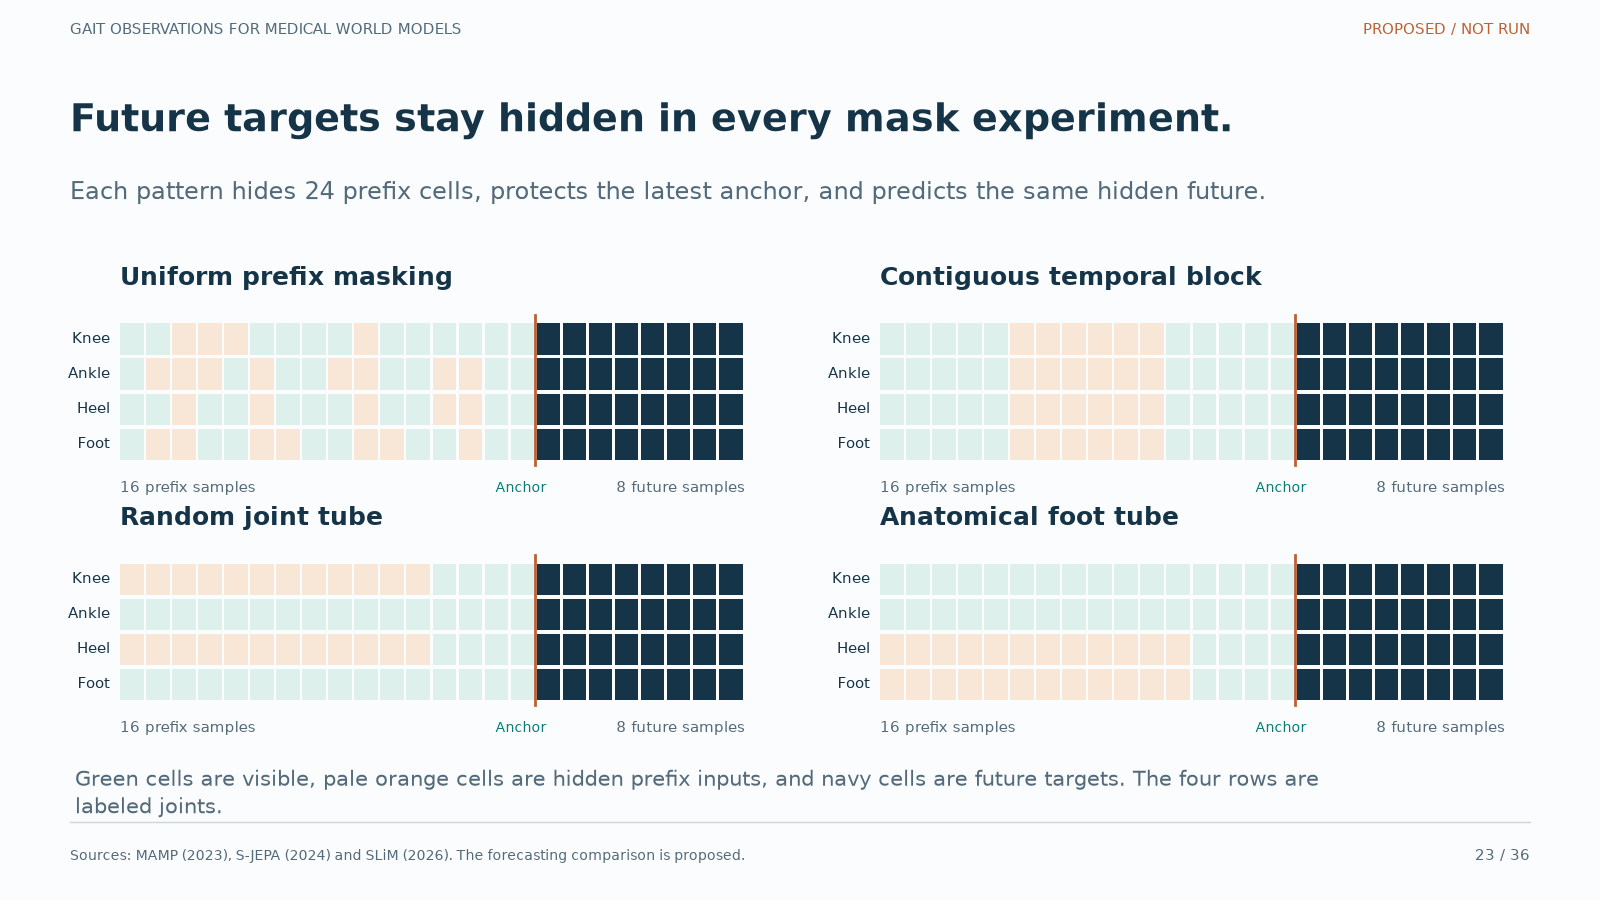 GAIT OBSERVATIONS FOR MEDICAL WORLD MODELS
PROPOSED / NOT RUN
Future targets stay hidden in every mask experiment.
Each pattern hides 24 prefix cells, protects the latest anchor, and predicts the same hidden future.
Uniform prefix masking
Knee
Ankle
Heel
Foot
16 prefix samples
Anchor
8 future samples
Contiguous temporal block
Knee
Ankle
Heel
Foot
16 prefix samples
Anchor
8 future samples
Random joint tube
Knee
Ankle
Heel
Foot
16 prefix samples
Anchor
8 future samples
Anatomical foot tube
Knee
Ankle
Heel
Foot
16 prefix samples
Anchor
8 future samples
Green cells are visible, pale orange cells are hidden prefix inputs, and navy cells are future targets. The four rows are
labeled joints.
Sources: MAMP (2023), S-JEPA (2024) and SLiM (2026). The forecasting comparison is proposed.
23 / 36